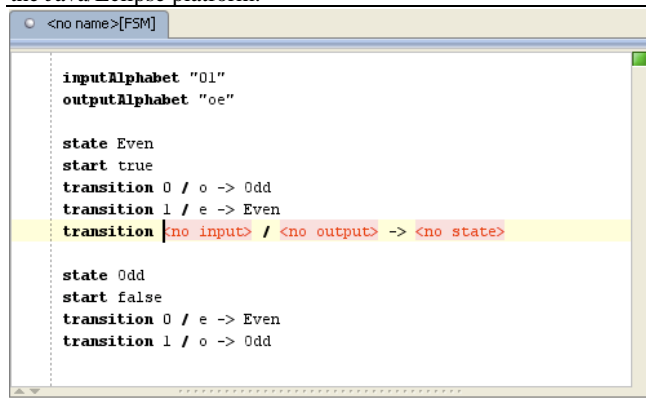 the Java Eclipse platform.
<no name>[FSM]
inputAlphabet "01"
outputAlphabet "oe"
state Even
start true
transition 0 / o -> Odd
transition 1 / e -> Even
transition <no input> / <no output> -> <no state>
state Odd
start false
transition 0 / e -> Even
transition 1 / o -> Odd